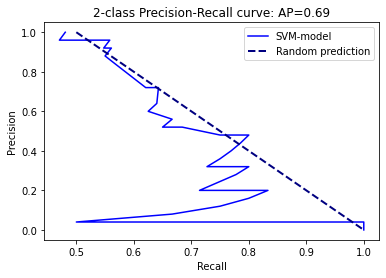 2-class Precision-Recall curve: AP=0.69
SVM-model
Random prediction
Precision
1.0
0.8
0.6
0.4
0.2
0.0
0.5 0.6 0.7 0.8 0.9 1.0
Recall